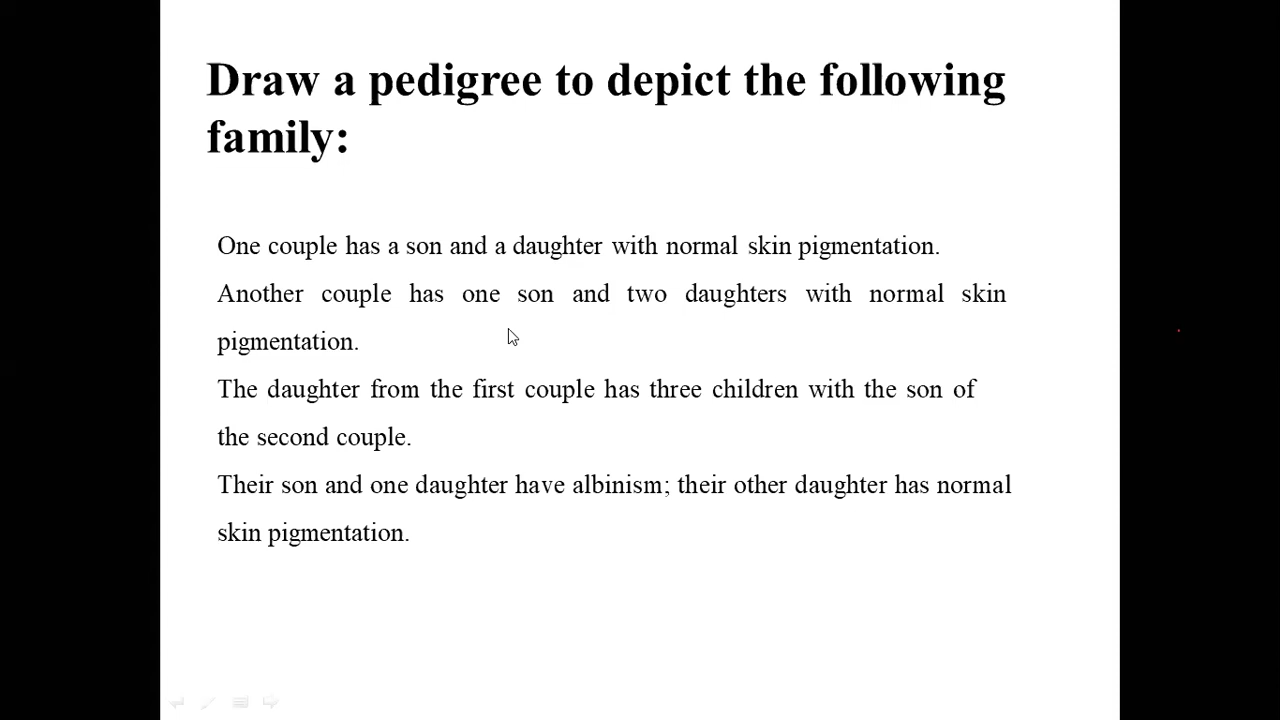 Draw a pedigree to depict the following
family:
One couple has a son and a daughter with normal skin pigmentation.
Another couple has one son and two daughters with normal skin
pigmentation.
The daughter from the first couple has three children with the son of
the second couple.
Their son and one daughter have albinism; their other daughter has normal
skin pigmentation.